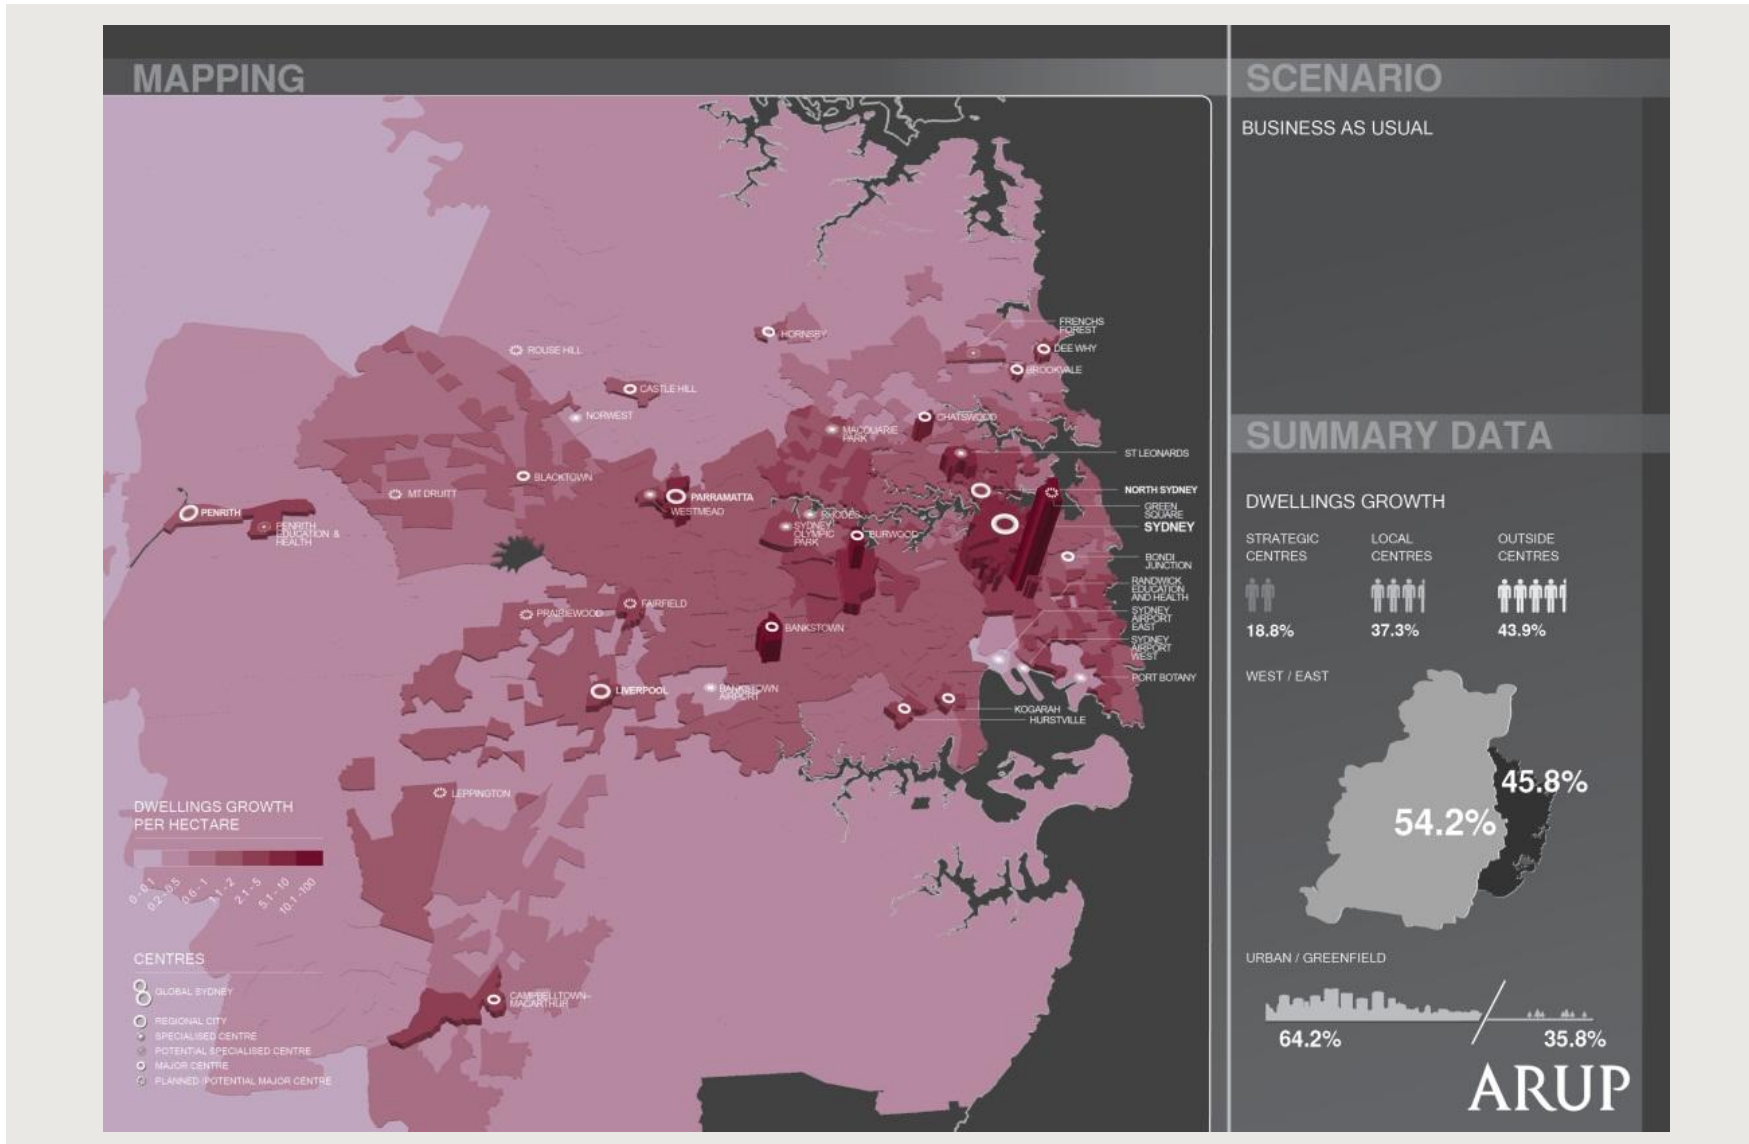 MAPPING
SCENARIO
BUSINESS AS USUAL
HORNSBY
FRENCHS
FOREST
DEE WHY
BROOKVALE
ROUSE HILL
CASTLE HILL
NORWEST
CHATSWOOD
MACQUARIE
PARK
ST LEONARDS
BLACKTOWN
MT DRUITT
PARRAMATTA
WESTMEAD
NORTH SYDNEY
GREEN
SQUARE
SYDNEY
PENRITH
PENRITH
EDUCATION &
HEALTH
RHODES
SYDNEY
OLYMPIC
PARK
BURWOOD
BONDI
JUNCTION
RANDWICK
EDUCATION
AND HEALTH
SYDNEY
AIRPORT
EAST
SYDNEY
AIRPORT
WEST
PORT BOTANY
PRAIRIEWOOD
FAIRFIELD
BANKSTOWN
LIVERPOOL
BANKSTOWN
AIRPORT
KOGARAH
HURSTVILLE
LEPPINGTON
CAMPBELLTOWN-
MACARTHUR
DWELLINGS GROWTH
PER HECTARE
0 - 0.1
0.2 - 0.5
0.6 - 1
1.1 - 2
2.1 - 5
5.1 - 10
10.1 -100
CENTRES
GLOBAL SYDNEY
REGIONAL CITY
SPECIALISED CENTRE
POTENTIAL SPECIALISED CENTRE
MAJOR CENTRE
PLANNED /POTENTIAL MAJOR CENTRE
SUMMARY DATA
DWELLINGS GROWTH
STRATEGIC
CENTRES
LOCAL
CENTRES
OUTSIDE
CENTRES
18.8%
37.3%
43.9%
WEST / EAST
45.8%
54.2%
URBAN / GREENFIELD
64.2%
35.8%
ARUP